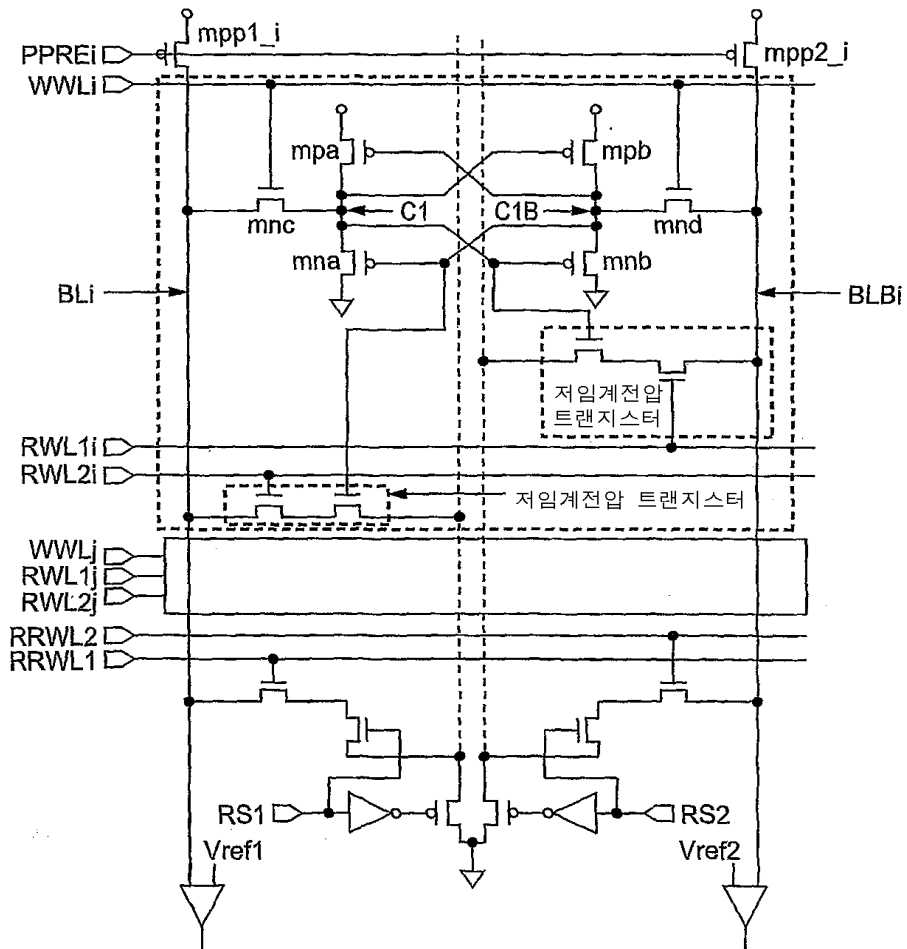 mpp1_i
PPREi
mpp2_i
WWLi
mpa
mpb
C1
C1B
mnc
mnd
mna
mnb
BLi
BLBi
저임계전압
트랜지스터
RWL1i
RWL2i
저임계전압 트랜지스터
WWLj
RWL1j
RWL2j
RRWL2
RRWL1
RS1
RS2
Vref1
Vref2